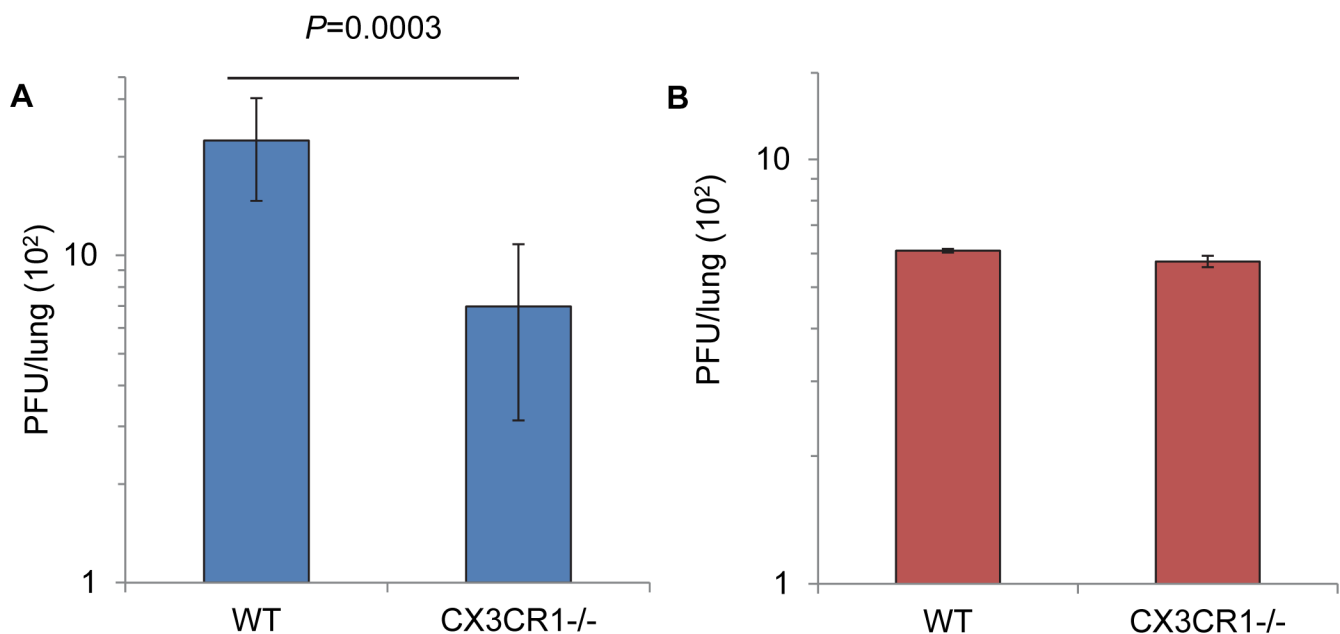 P=0.0003
A
PFU/lung (10²)
10
1
WT CX3CR1-/-
B
PFU/lung (10²)
10
1
WT CX3CR1-/-